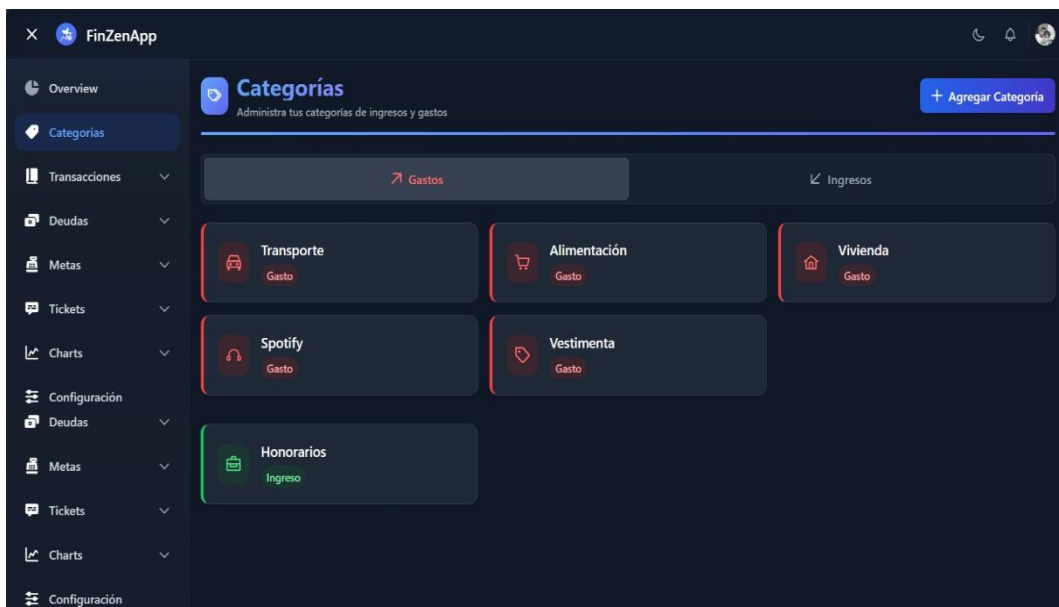 FinZenApp
Overview
Categorias
Transacciones
Deudas
Metas
Tickets
Charts
Configuración
Deudas
Metas
Tickets
Charts
Configuración
Categorías
Administra tus categorías de ingresos y gastos
+ Agregar Categoría
Gastos
Ingresos
Transporte
Gasto
Alimentación
Gasto
Vivienda
Gasto
Spotify
Gasto
Vestimenta
Gasto
Honorarios
Ingreso